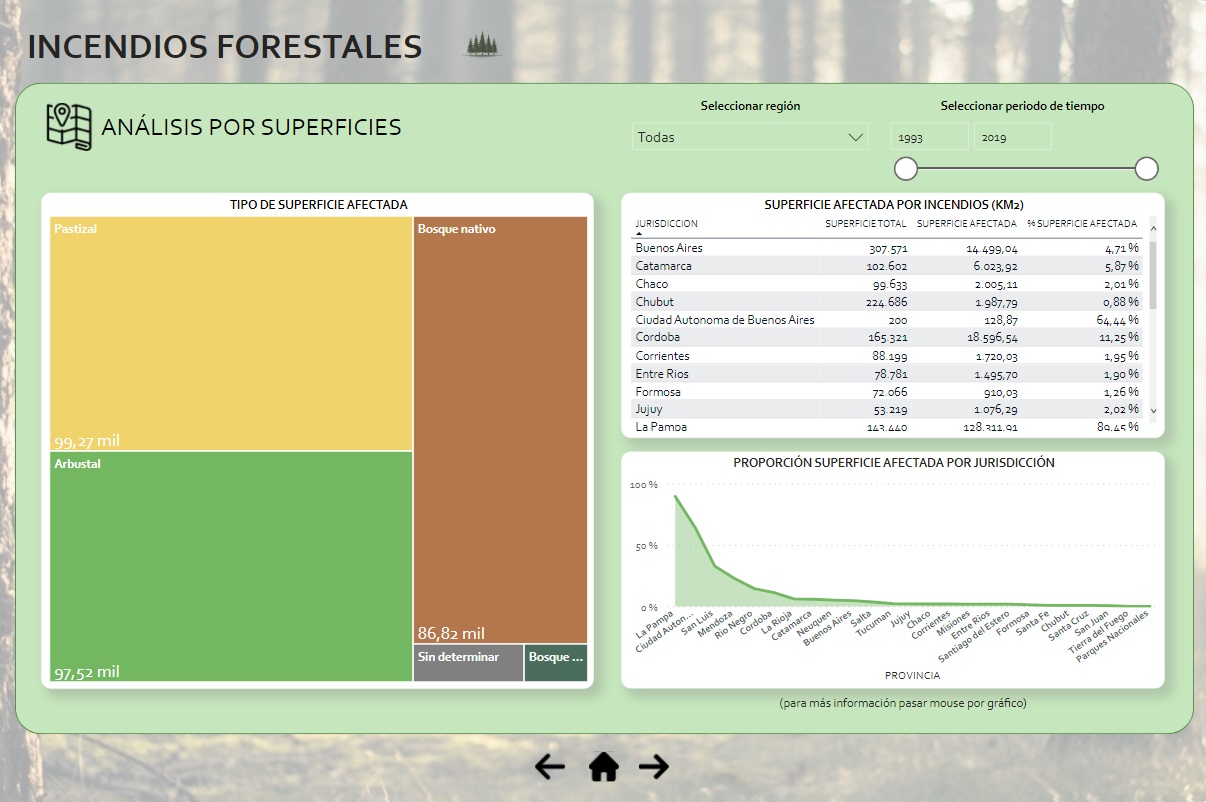 INCENDIOS FORESTALES
ANÁLISIS POR SUPERFICIES
Seleccionar región
Todas
Seleccionar periodo de tiempo
1993 2019
TIPO DE SUPERFICIE AFECTADA
Pastizal
99,27 mil
Arbustal
97,52 mil
Bosque nativo
86,82 mil
Sin determinar
Bosque ...
SUPERFICIE AFECTADA POR INCENDIOS (KM2)
JURISDICCION SUPERFICIE TOTAL SUPERFICIE AFECTADA % SUPERFICIE AFECTADA
Buenos Aires 307.571 14.499,04 4,71 %
Catamarca 102.602 6.023,92 5,87 %
Chaco 99.633 2.005,11 2,01 %
Chubut 224.686 1.987,79 0,88 %
Ciudad Autonoma de Buenos Aires 200 128,87 64,44 %
Cordoba 165.321 18.596,54 11,25 %
Corrientes 88.199 1.720,03 1,95 %
Entre Rios 78.781 1.495,70 1,90 %
Formosa 72.066 910,03 1,26 %
Jujuy 53.219 1.076,29 2,02 %
La Pampa 143.440 128.311,91 89,45 %
PROPORCIÓN SUPERFICIE AFECTADA POR JURISDICCIÓN
100 %
50 %
0 %
La Pampa
Ciudad Auton...
San Luis
Mendoza
Rio Negro
Cordoba
La Rioja
Catamarca
Neuquen
Buenos Aires
Salta
Tucuman
Jujuy
Chaco
Corrientes
Misiones
Entre Rios
Santiago del Estero
Formosa
Santa Fe
Chubut
Santa Cruz
San Juan
Tierra del Fuego
Parques Nacionales
PROVINCIA
(para más información pasar mouse por gráfico)